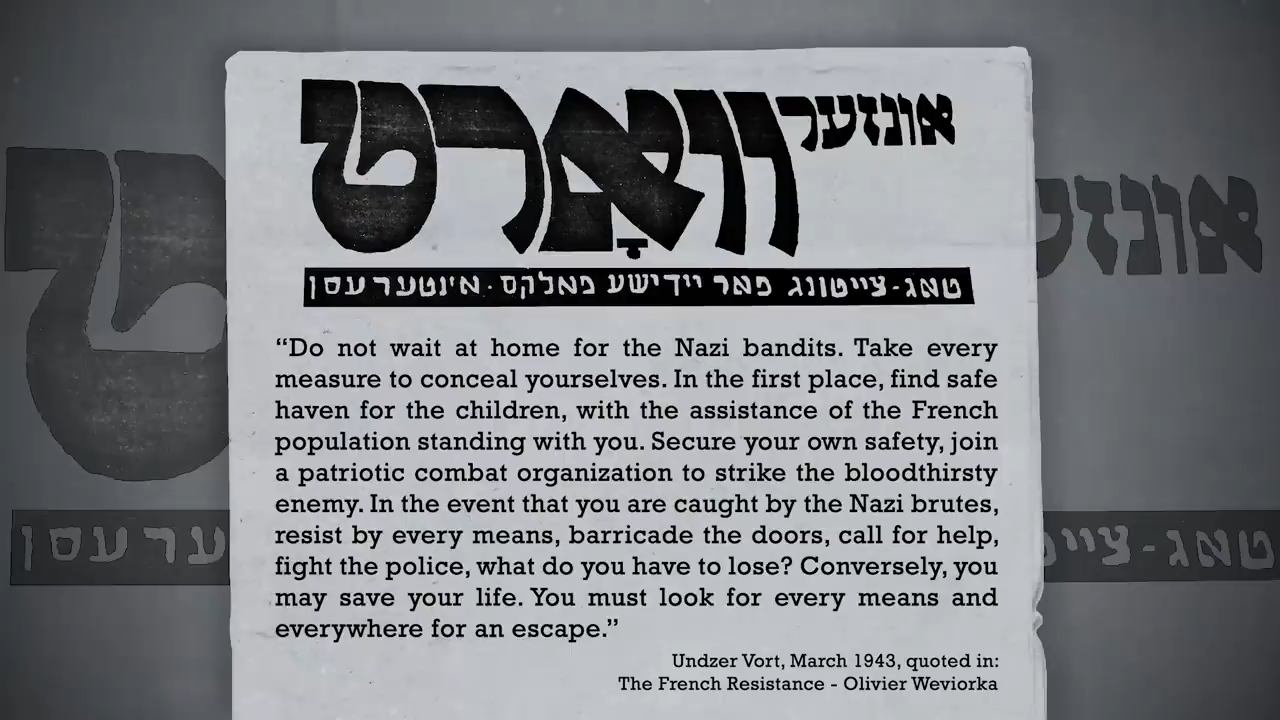 אונזער
װאָרט
טאג-צייטונג פאר יידישע פאלקס-אינטערעסן
“Do not wait at home for the Nazi bandits. Take every
measure to conceal yourselves. In the first place, find safe
haven for the children, with the assistance of the French
population standing with you. Secure your own safety, join
a patriotic combat organization to strike the bloodthirsty
enemy. In the event that you are caught by the Nazi brutes,
resist by every means, barricade the doors, call for help,
fight the police, what do you have to lose? Conversely, you
may save your life. You must look for every means and
everywhere for an escape.”
Undzer Vort, March 1943, quoted in:
The French Resistance - Olivier Weviorka